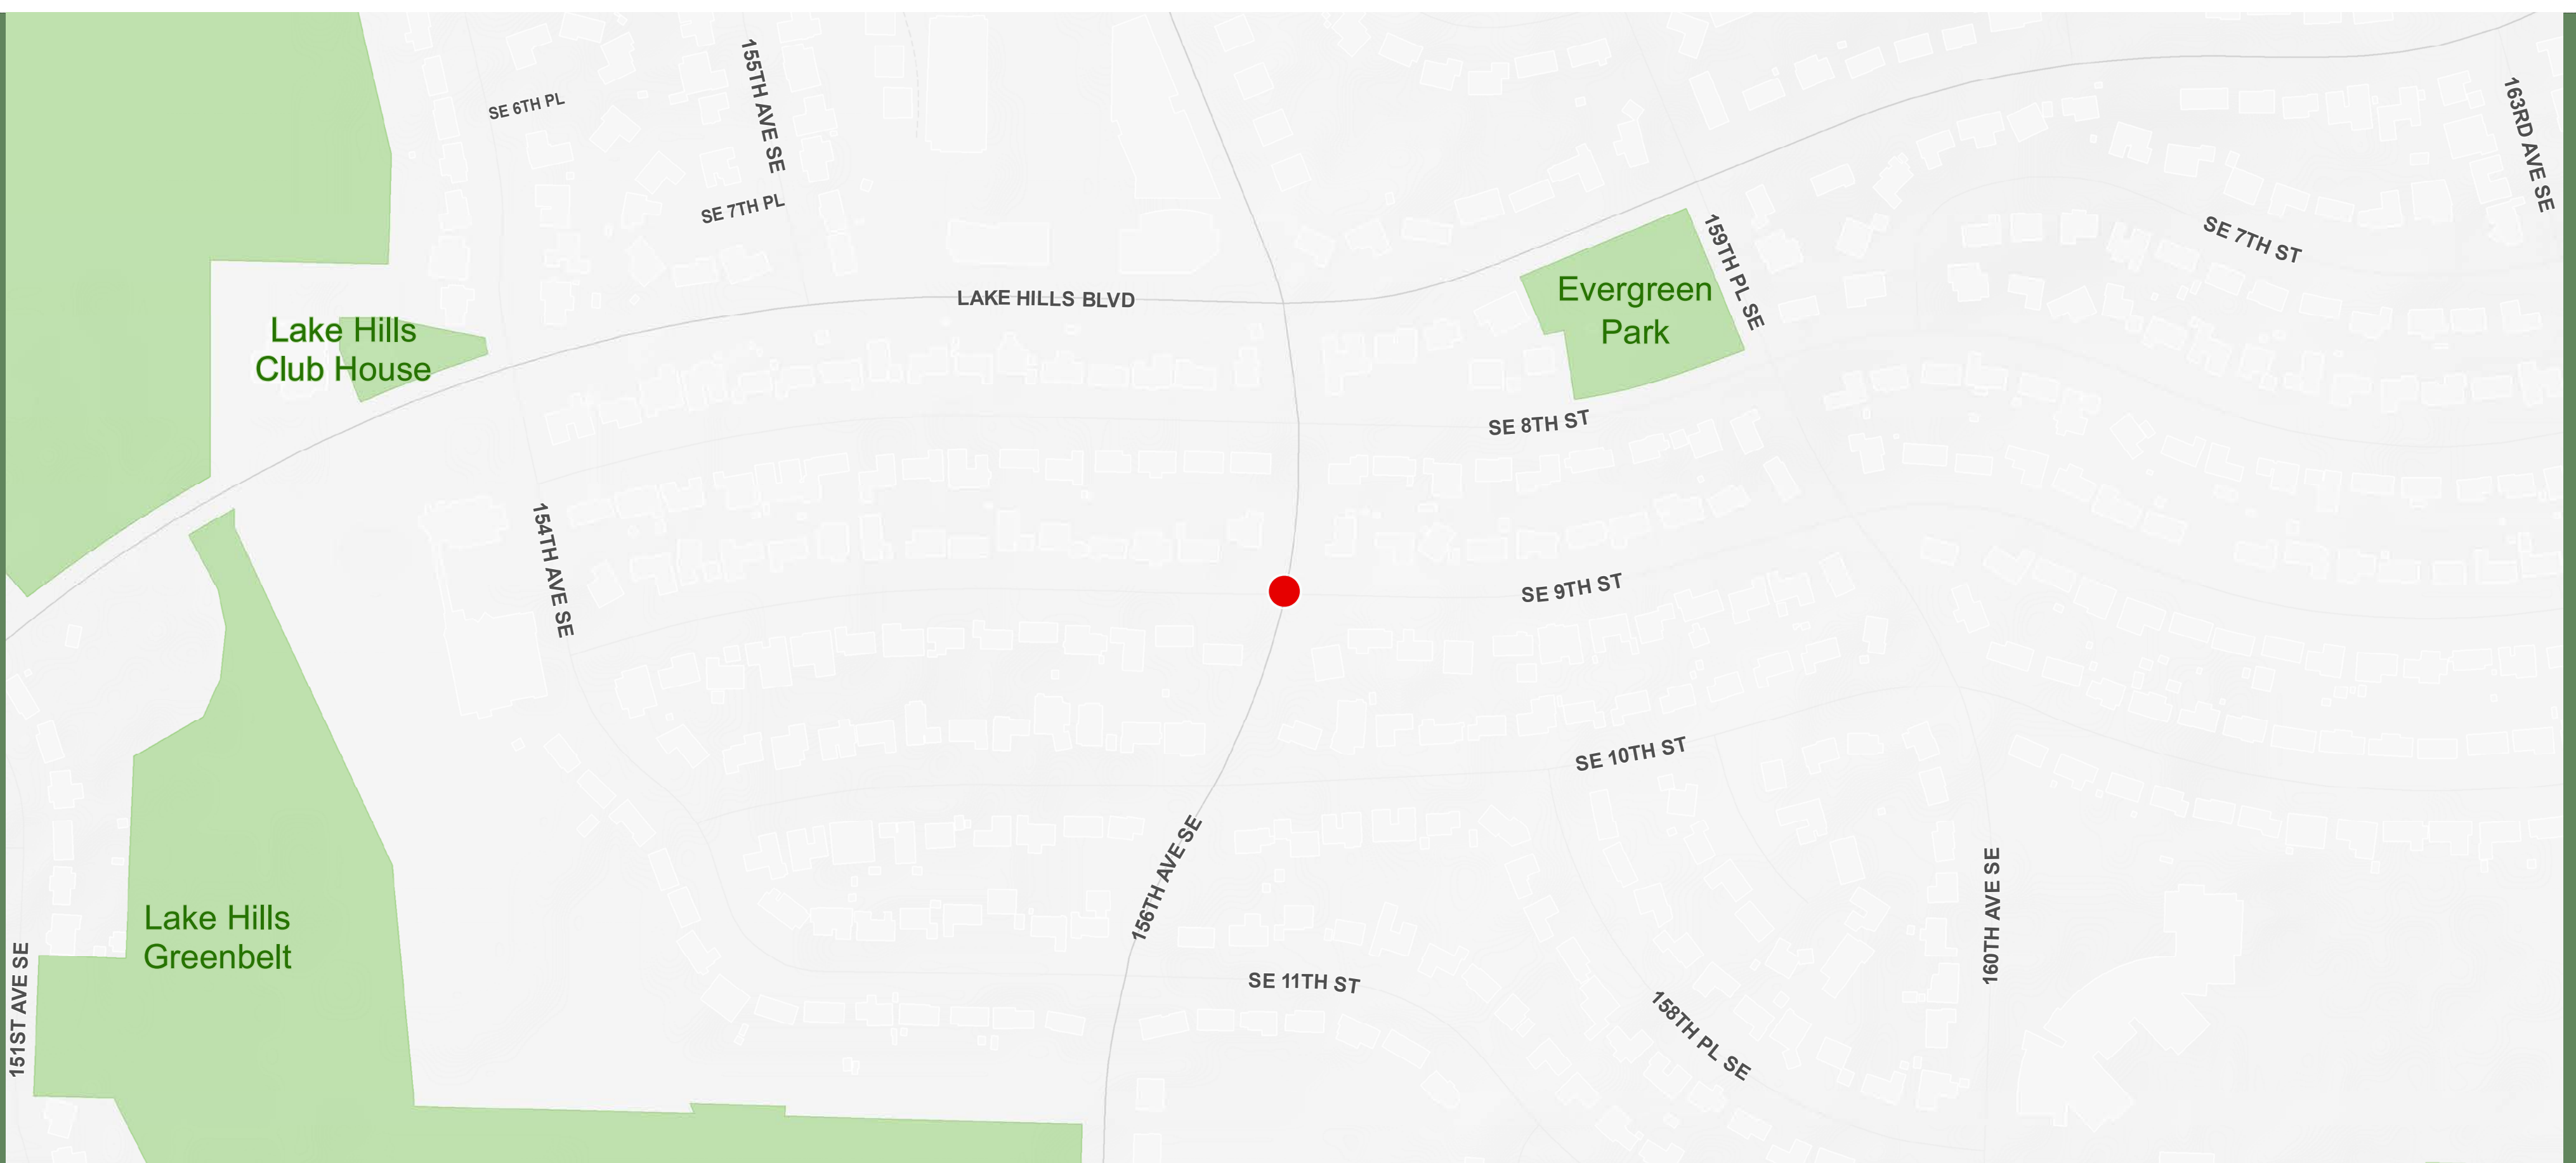 155TH AVE SE
SE 6TH PL
163RD AVE SE
SE 7TH PL
SE 7TH ST
159TH PL SE
LAKE HILLS BLVD
Evergreen
Park
Lake Hills
Club House
SE 8TH ST
154TH AVE SE
SE 9TH ST
SE 10TH ST
156TH AVE SE
160TH AVE SE
Lake Hills
Greenbelt
151ST AVE SE
SE 11TH ST
158TH PL SE